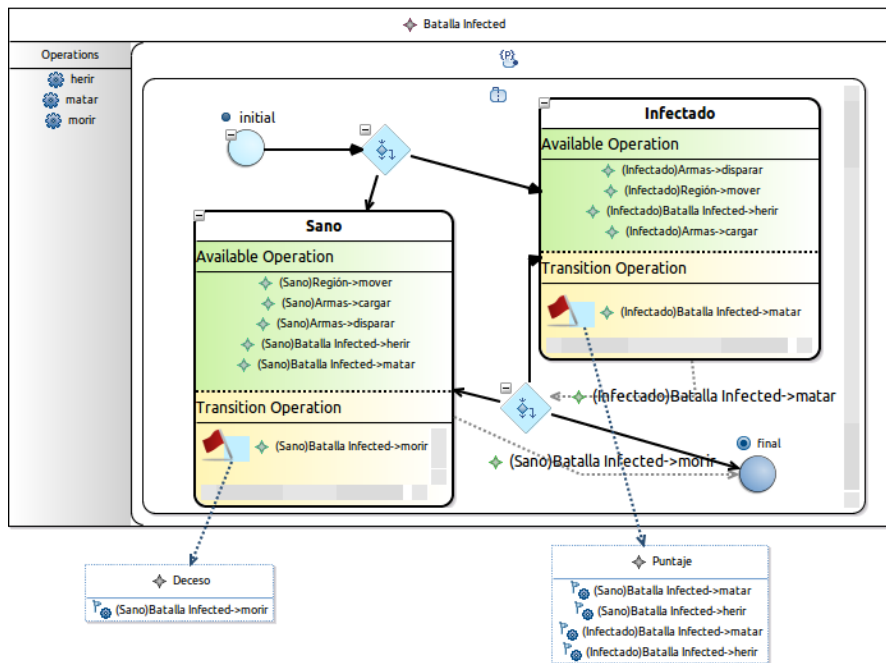 Batalla Infected
Operations
herir
matar
morir
{P}
initial
Infectado
Available Operation
(Infectado)Armas->disparar
(Infectado)Región->mover
(Infectado)Batalla Infected->herir
(Infectado)Armas->cargar
Transition Operation
(Infectado)Batalla Infected->matar
Sano
Available Operation
(Sano)Región->mover
(Sano)Armas->cargar
(Sano)Armas->disparar
(Sano)Batalla Infected->herir
(Sano)Batalla Infected->matar
Transition Operation
(Sano)Batalla Infected->morir
(Infectado)Batalla Infected->matar
final
(Sano)Batalla Infected->morir
Deceso
(Sano)Batalla Infected->morir
Puntaje
(Sano)Batalla Infected->matar
(Sano)Batalla Infected->herir
(Infectado)Batalla Infected->matar
(Infectado)Batalla Infected->herir